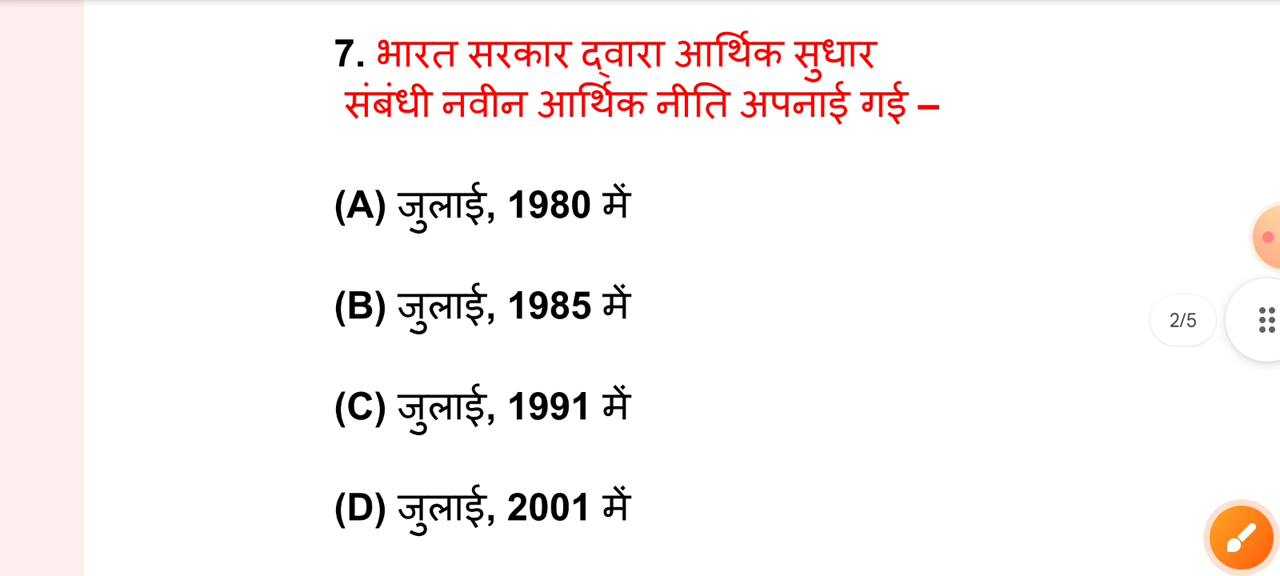 7. भारत सरकार द्वारा आर्थिक सुधार
संबंधी नवीन आर्थिक नीति अपनाई गई –
(A) जुलाई, 1980 में
(B) जुलाई, 1985 में
2/5
(C) जुलाई, 1991 में
(D) जुलाई, 2001 में